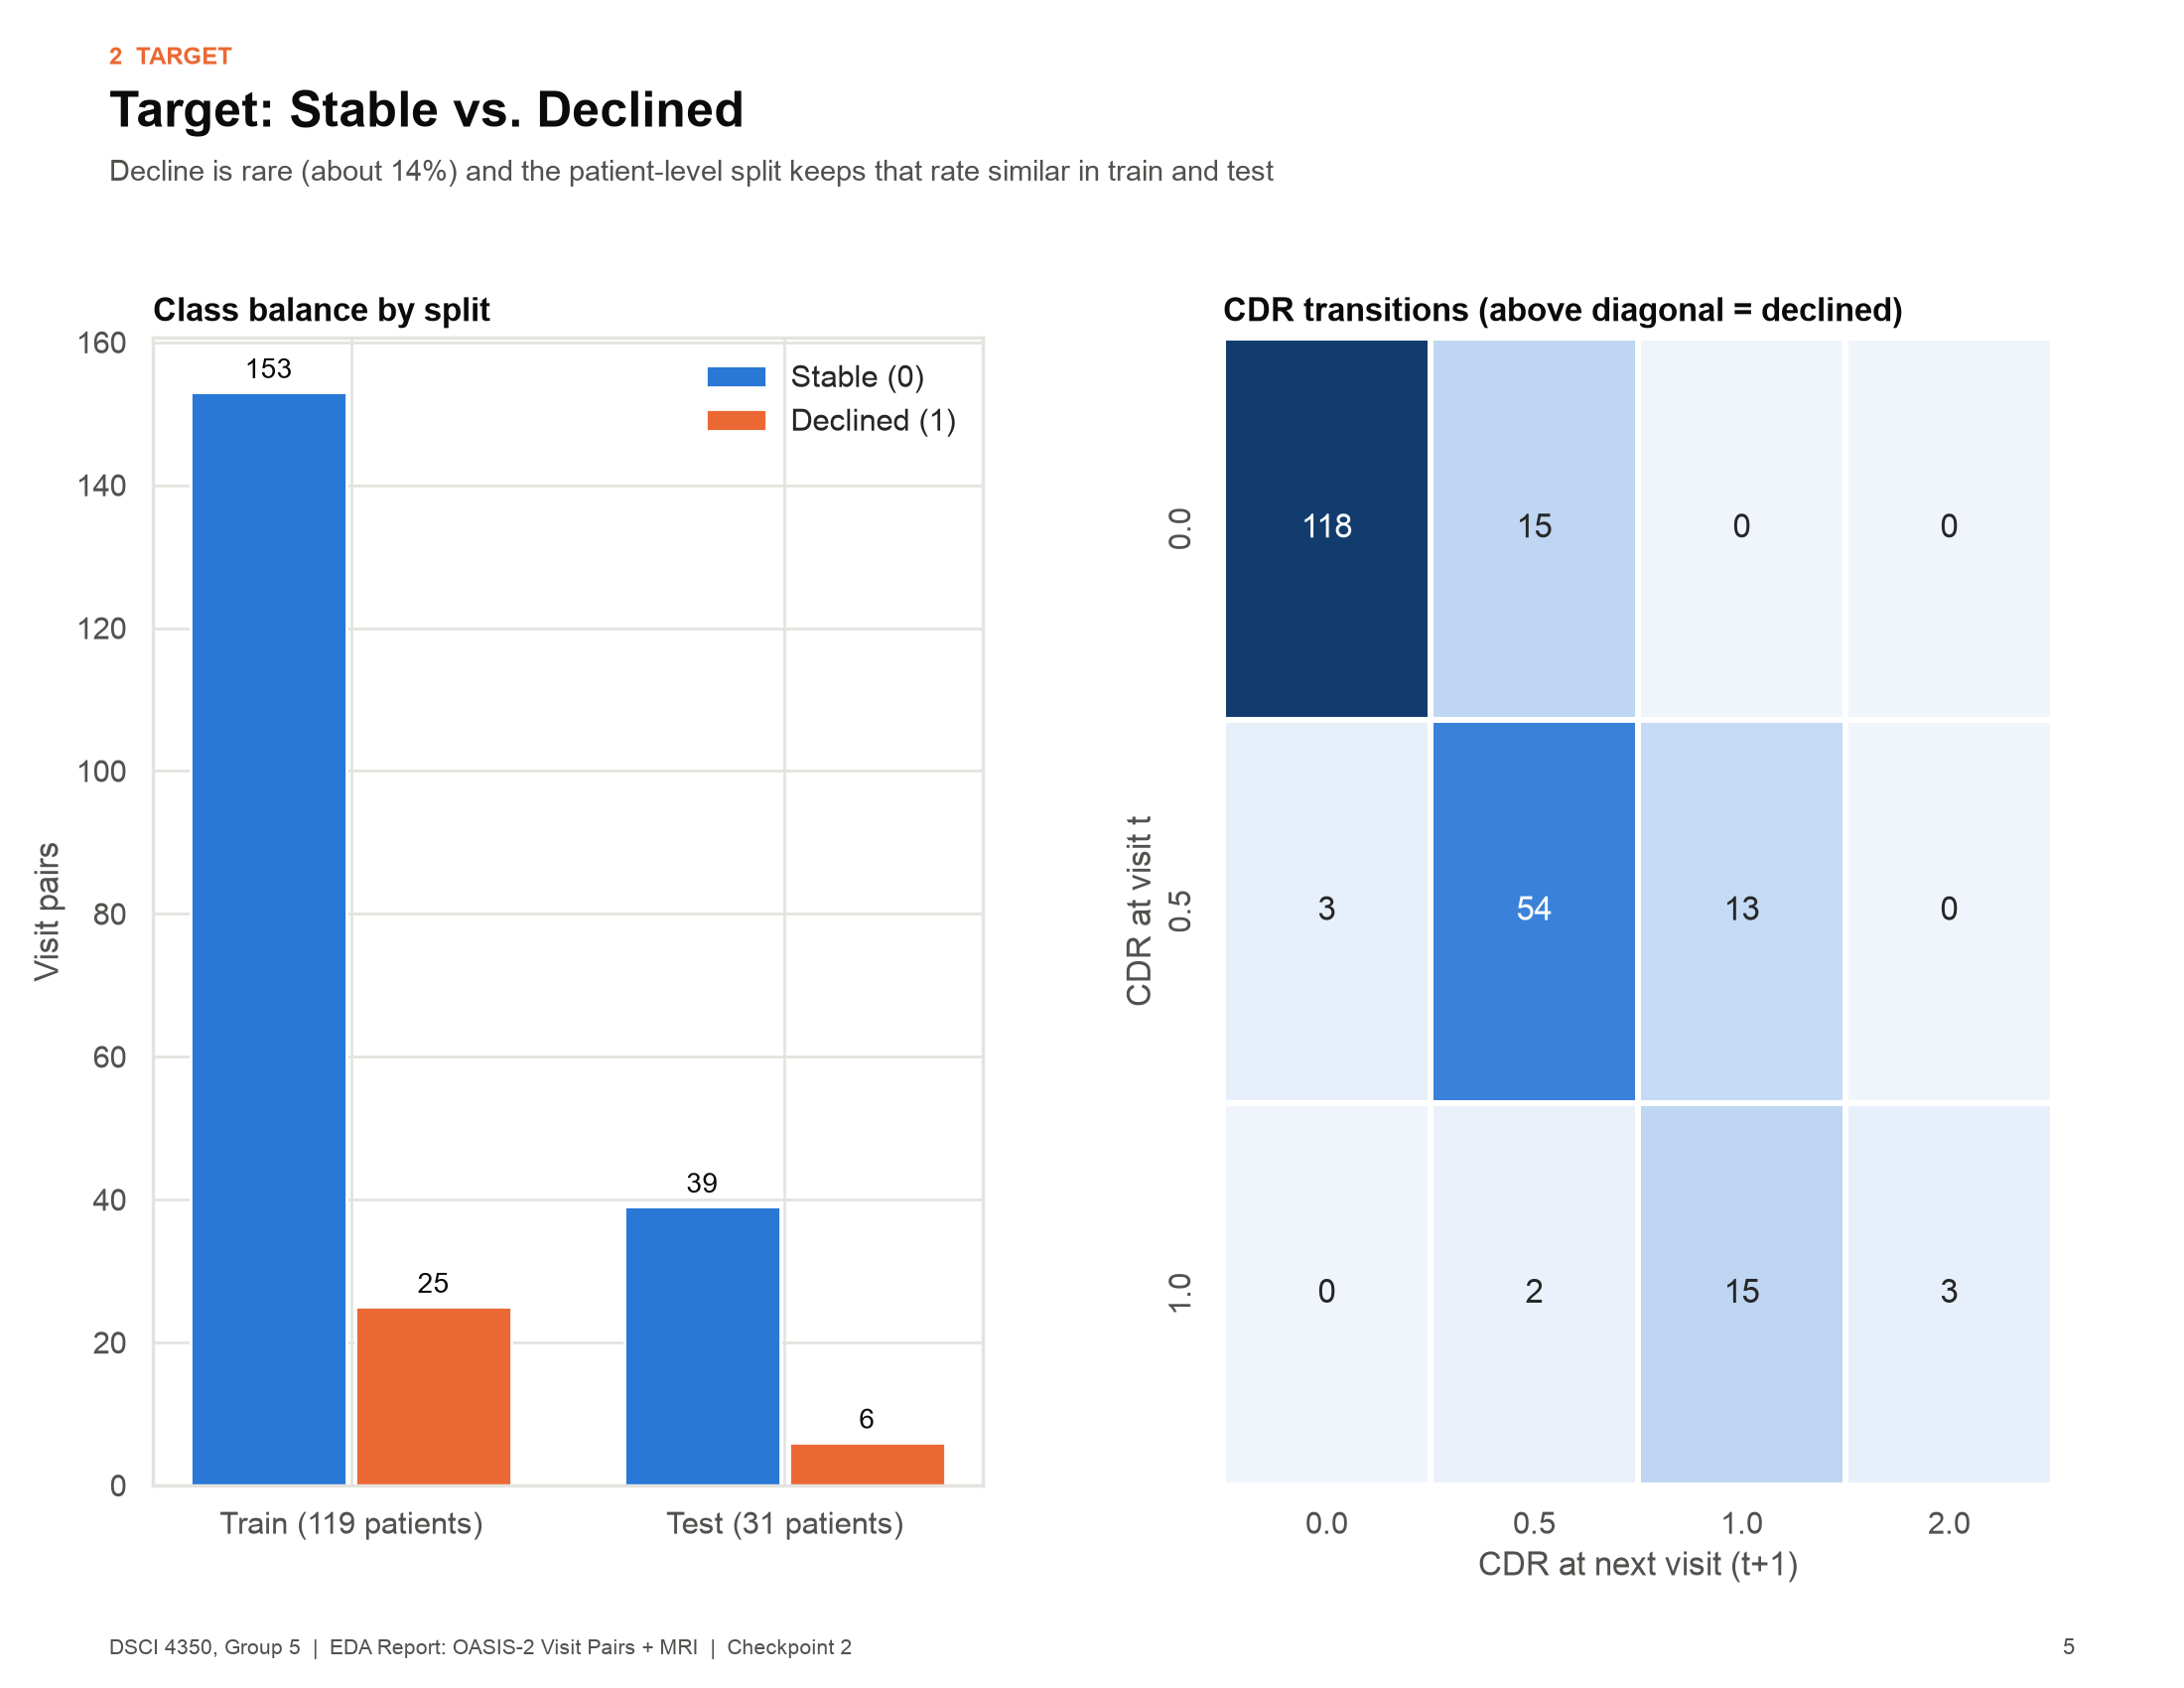 2 TARGET
Target: Stable vs. Declined
Decline is rare (about 14%) and the patient-level split keeps that rate similar in train and test
Class balance by split
160
140
120
100
80
60
40
20
0
Visit pairs
153
25
39
6
Stable (0)
Declined (1)
Train (119 patients)
Test (31 patients)
CDR transitions (above diagonal = declined)
CDR at visit t
0.0
118 15 0 0
0.5
3 54 13 0
1.0
0 2 15 3
0.0 0.5 1.0 2.0
CDR at next visit (t+1)
DSCI 4350, Group 5 | EDA Report: OASIS-2 Visit Pairs + MRI | Checkpoint 2
5